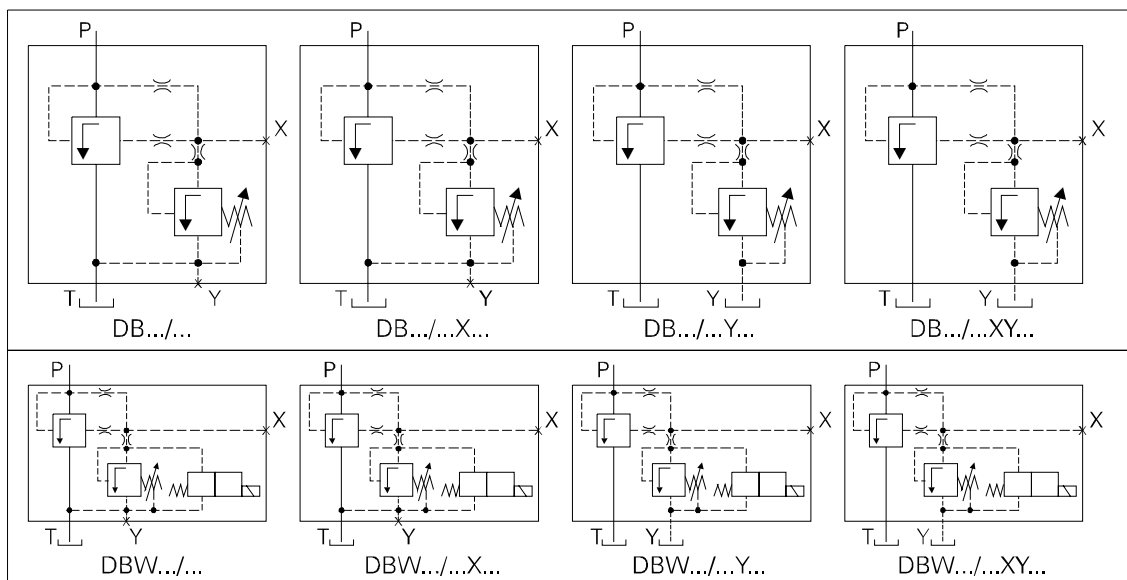 P P P P
X X X X
T Y T Y T Y T Y
DB.../... DB.../...X... DB.../...Y... DB.../...XY...
P P P P
X X X X
T Y T Y T Y T Y
DBW.../... DBW.../...X... DBW.../...Y... DBW.../...XY...